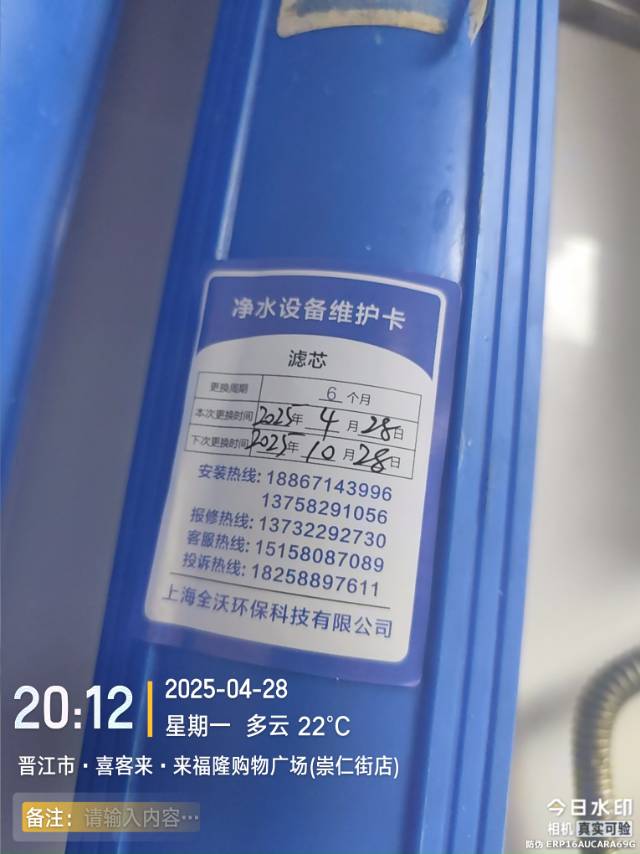 净水设备维护卡
滤芯
更换周期 6 个月
本次更换时间 2025年 4 月 28日
下次更换时间 2025年 10 月 28日
安装热线: 18867143996
13758291056
报修热线: 13732292730
客服热线: 15158087089
投诉热线: 18258897611
上海全沃环保科技有限公司
20:12
2025-04-28
星期一 多云 22°C
晋江市·喜客来·来福隆购物广场(崇仁街店)
备注: 请输入内容…
今日水印
相机 真实可验
防伪 ERP16AUCARA69G